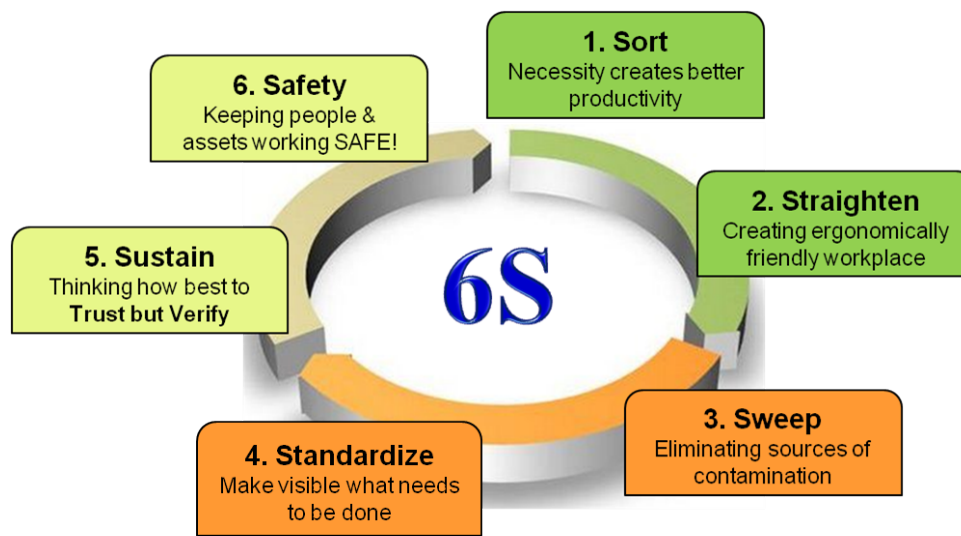 1. Sort
Necessity creates better
productivity
2. Straighten
Creating ergonomically
friendly workplace
3. Sweep
Eliminating sources of
contamination
4. Standardize
Make visible what needs
to be done
5. Sustain
Thinking how best to
Trust but Verify
6. Safety
Keeping people &
assets working SAFE!
6S